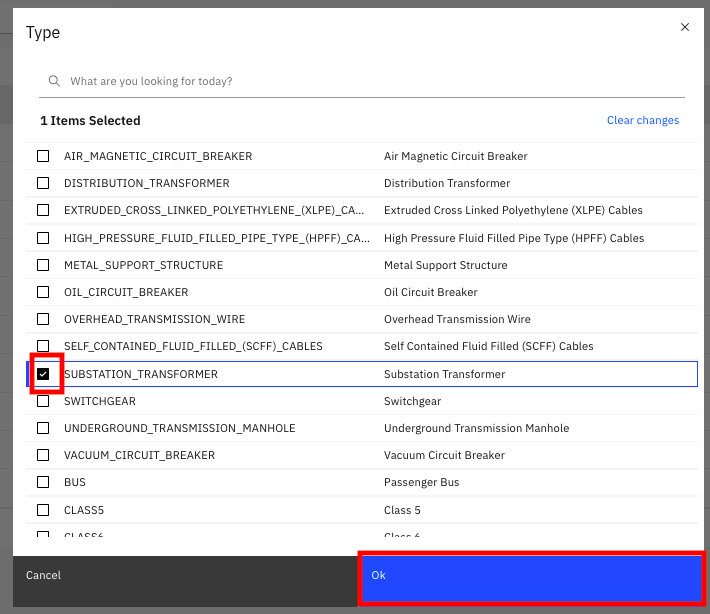 Type
What are you looking for today?
1 Items Selected Clear changes
AIR_MAGNETIC_CIRCUIT_BREAKER Air Magnetic Circuit Breaker
DISTRIBUTION_TRANSFORMER Distribution Transformer
EXTRUDED_CROSS_LINKED_POLYETHYLENE_(XLPE)_CA... Extruded Cross Linked Polyethylene (XLPE) Cables
HIGH_PRESSURE_FLUID_FILLED_PIPE_TYPE_(HPFF)_CA... High Pressure Fluid Filled Pipe Type (HPFF) Cables
METAL_SUPPORT_STRUCTURE Metal Support Structure
OIL_CIRCUIT_BREAKER Oil Circuit Breaker
OVERHEAD_TRANSMISSION_WIRE Overhead Transmission Wire
SELF_CONTAINED_FLUID_FILLED_(SCFF)_CABLES Self Contained Fluid Filled (SCFF) Cables
SUBSTATION_TRANSFORMER Substation Transformer
SWITCHGEAR Switchgear
UNDERGROUND_TRANSMISSION_MANHOLE Underground Transmission Manhole
VACUUM_CIRCUIT_BREAKER Vacuum Circuit Breaker
BUS Passenger Bus
CLASS5 Class 5
CLASS6 Class 6
Cancel Ok